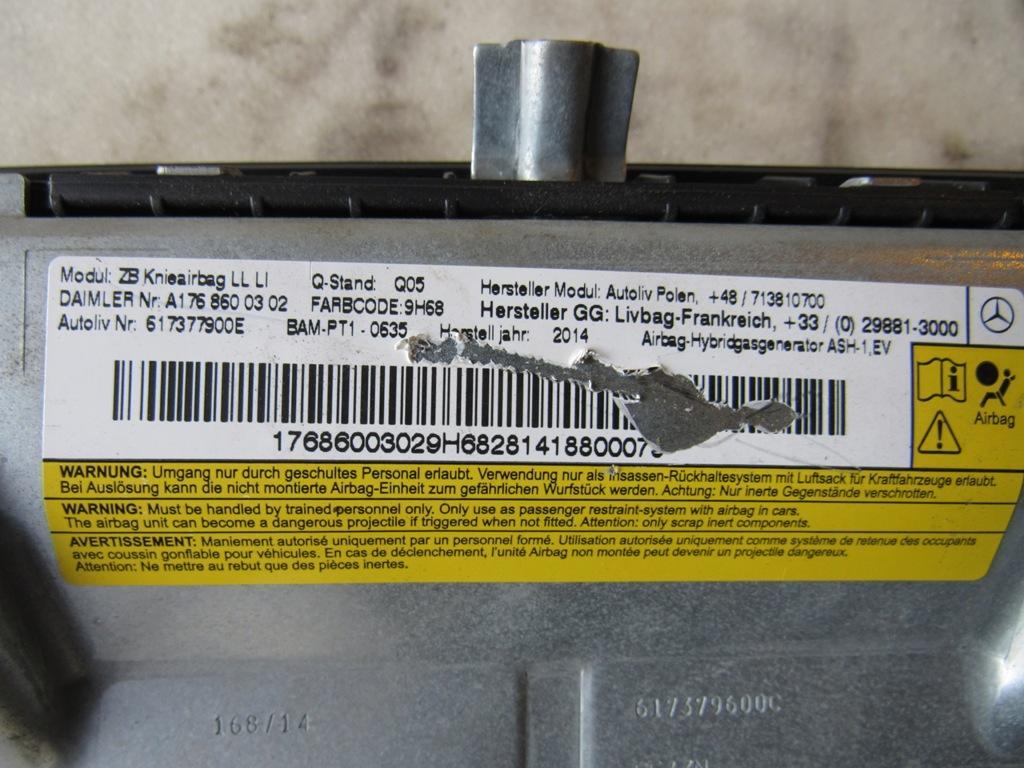 Modul: ZB Knieairbag LL LI Q-Stand: Q05 Hersteller Modul: Autoliv Polen, +48 / 713810700
DAIMLER Nr: A176 860 03 02 FARBCODE:9H68 Hersteller GG: Livbag-Frankreich, +33 / (0) 29881-3000
Autoliv Nr: 617377900E BAM-PT1 - 0635 Herstell jahr: 2014 Airbag-Hybridgasgenerator ASH-1,EV
Airbag
17686003029H6828141880007
WARNING: Umgang nur durch geschultes Personal erlaubt. Verwendung nur als Insassen-Rückhaltesystem mit Luftsack für Kraftfahrzeuge erlaubt.
Bei Auslösung kann die nicht montierte Airbag-Einheit zum gefährlichen Wurfstück werden. Achtung: Nur inerte Gegenstände verschrotten.
WARNING: Must be handled by trained personnel only. Only use as passenger restraint-system with airbag in cars.
The airbag unit can become a dangerous projectile if triggered when not fitted. Attention: only scrap inert components.
AVERTISSEMENT: Maniement autorisé uniquement par un personnel formé. Utilisation autorisée uniquement comme système de retenue des occupants
avec coussin gonflable pour véhicules. En cas de déclenchement, l'unité Airbag non montée peut devenir un projectile dangereux.
Attention: Ne mettre au rebut que des pièces inertes.
168/14
617379600C